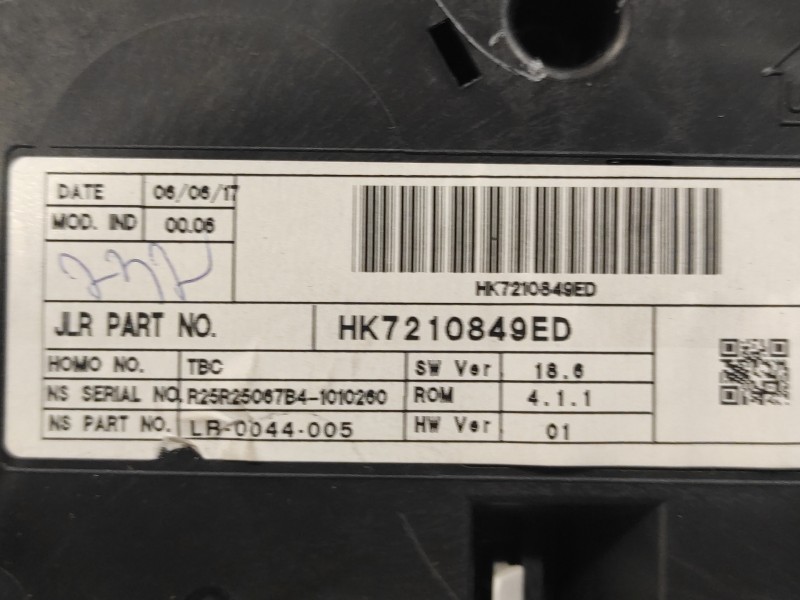 DATE 06/06/17
MOD. IND 00.06
HK7210849ED
JLR PART NO. HK7210849ED
HOMO NO. TBC SW Ver 18.6
NS SERIAL NO. R25R25067B4-1010260 ROM 4.1.1
NS PART NO. LR-0044-005 HW Ver 01